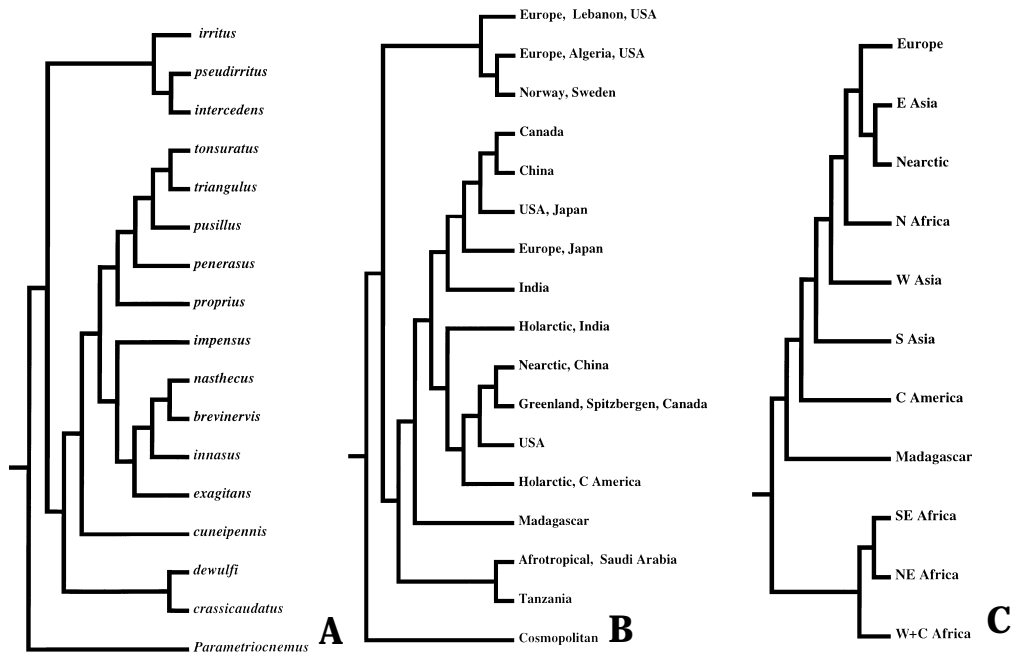 irritus
pseudirritus
intercedens
tonsuratus
triangulus
pusillus
penerasus
proprius
impensus
nasthecus
brevinervis
innasus
exagitans
cuneipennis
dewulfi
crassicaudatus
Parametriocnemus
A
Europe, Lebanon, USA
Europe, Algeria, USA
Norway, Sweden
Canada
China
USA, Japan
Europe, Japan
India
Holarctic, India
Nearctic, China
Greenland, Spitzbergen, Canada
USA
Holarctic, C America
Madagascar
Afrotropical, Saudi Arabia
Tanzania
Cosmopolitan
B
Europe
E Asia
Nearctic
N Africa
W Asia
S Asia
C America
Madagascar
SE Africa
NE Africa
W+C Africa
C